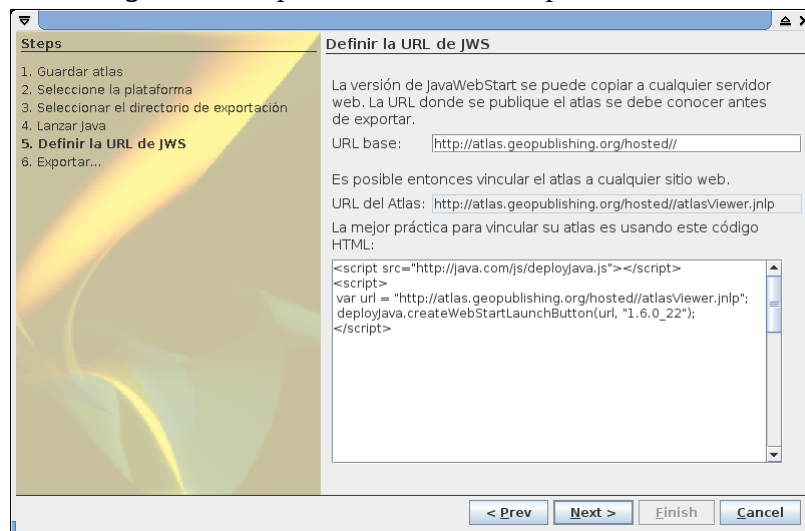 Steps
1. Guardar atlas
2. Seleccione la plataforma
3. Seleccionar el directorio de exportación
4. Lanzar Java
5. Definir la URL de JWS
6. Exportar...
Definir la URL de JWS
La versión de JavaWebStart se puede copiar a cualquier servidor
web. La URL donde se publique el atlas se debe conocer antes
de exportar.
URL base: http://atlas.geopublishing.org/hosted//
Es posible entonces vincular el atlas a cualquier sitio web.
URL del Atlas: http://atlas.geopublishing.org/hosted//atlasViewer.jnlp
La mejor práctica para vincular su atlas es usando este código
HTML:
<script src="http://java.com/js/deployJava.js"></script>
<script>
var url = "http://atlas.geopublishing.org/hosted//atlasViewer.jnlp";
deployJava.createWebStartLaunchButton(url, "1.6.0_22");
</script>
< Prev Next > Finish Cancel